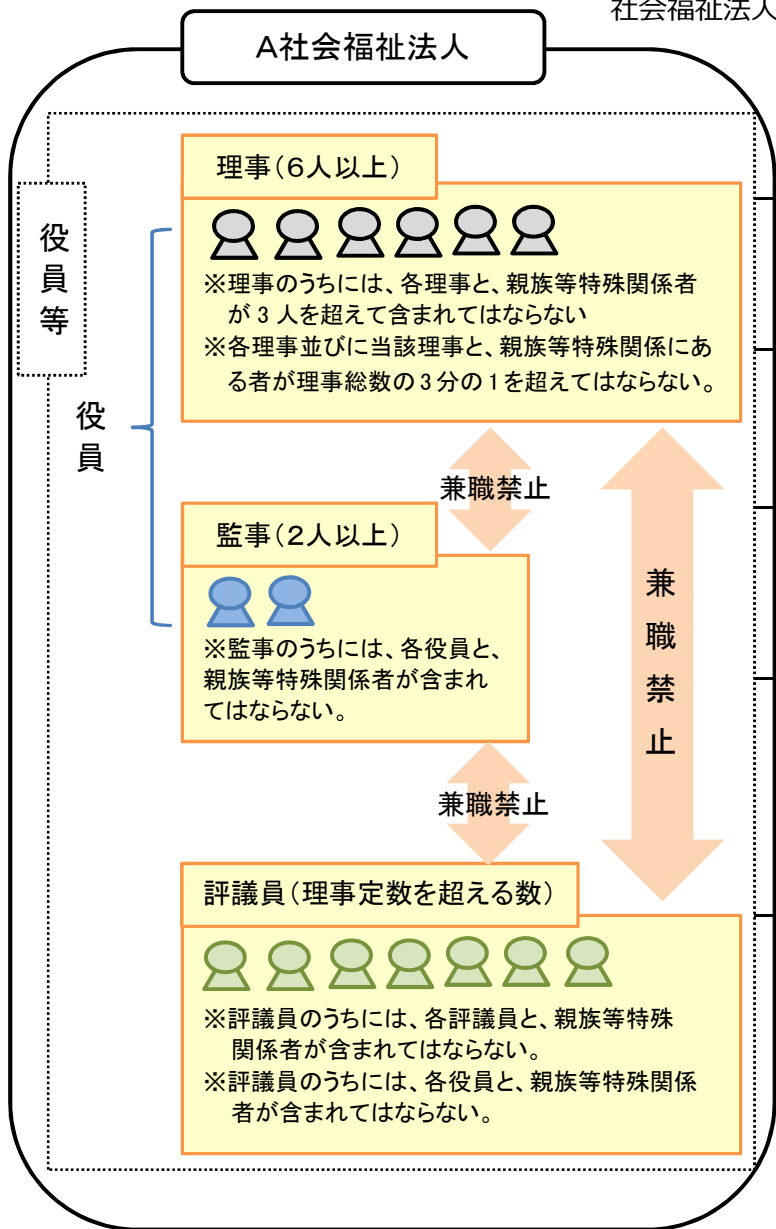 社会福祉法人
A社会福祉法人
役員等
役員
理事(6人以上)
※理事のうちには、各理事と、親族等特殊関係者
が3人を超えて含まれてはならない
※各理事並びに当該理事と、親族等特殊関係にあ
る者が理事総数の3分の1を超えてはならない。
兼職禁止
監事(2人以上)
※監事のうちには、各役員と、
親族等特殊関係者が含まれ
てはならない。
兼職禁止
兼職禁止
評議員(理事定数を超える数)
※評議員のうちには、各評議員と、親族等特殊
関係者が含まれてはならない。
※評議員のうちには、各役員と、親族等特殊関係
者が含まれてはならない。